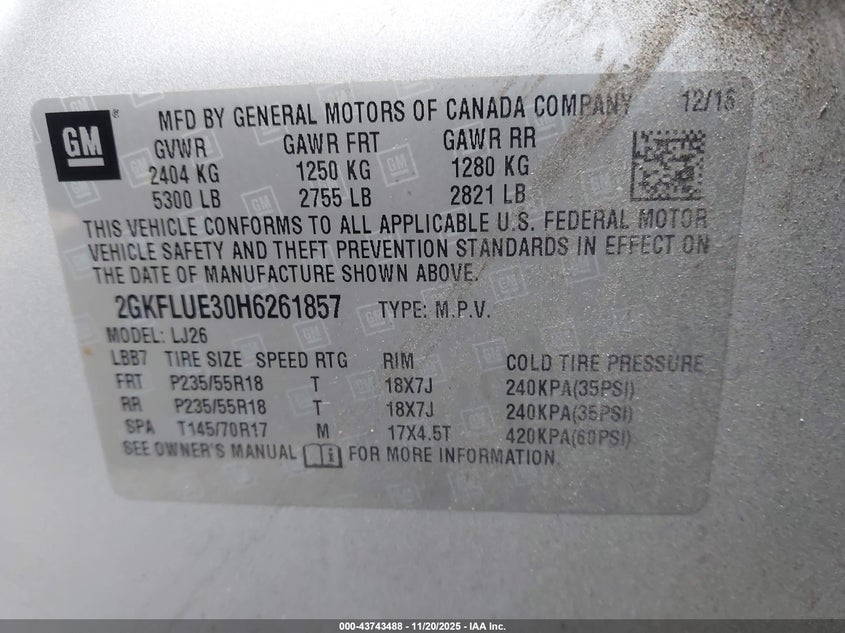 GM
MFD BY GENERAL MOTORS OF CANADA COMPANY 12/16
GVWR GAWR FRT GAWR RR
2404 KG 1250 KG 1280 KG
5300 LB 2755 LB 2821 LB
THIS VEHICLE CONFORMS TO ALL APPLICABLE U.S. FEDERAL MOTOR
VEHICLE SAFETY AND THEFT PREVENTION STANDARDS IN EFFECT ON
THE DATE OF MANUFACTURE SHOWN ABOVE.
2GKFLUE30H6261857 TYPE: M.P.V.
MODEL: LJ26
LBB7 TIRE SIZE SPEED RTG RIM COLD TIRE PRESSURE
FRT P235/55R18 T 18X7J 240KPA(35PSI)
RR P235/55R18 T 18X7J 240KPA(35PSI)
SPA T145/70R17 M 17X4.5T 420KPA(60PSI)
SEE OWNER'S MANUAL FOR MORE INFORMATION.
000-43743488 - 11/20/2025 - IAA Inc.